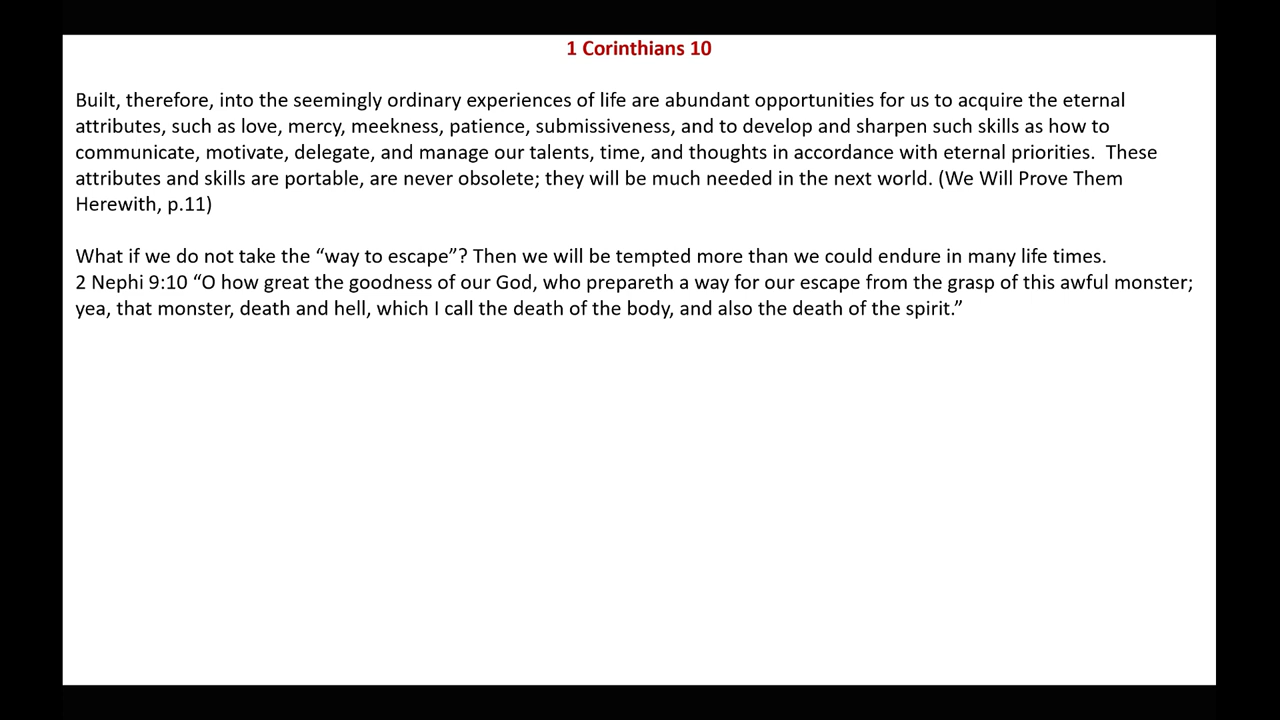 1 Corinthians 10
Built, therefore, into the seemingly ordinary experiences of life are abundant opportunities for us to acquire the eternal
attributes, such as love, mercy, meekness, patience, submissiveness, and to develop and sharpen such skills as how to
communicate, motivate, delegate, and manage our talents, time, and thoughts in accordance with eternal priorities.  These
attributes and skills are portable, are never obsolete; they will be much needed in the next world. (We Will Prove Them
Herewith, p.11)
What if we do not take the “way to escape”? Then we will be tempted more than we could endure in many life times.
2 Nephi 9:10 “O how great the goodness of our God, who prepareth a way for our escape from the grasp of this awful monster;
yea, that monster, death and hell, which I call the death of the body, and also the death of the spirit.”